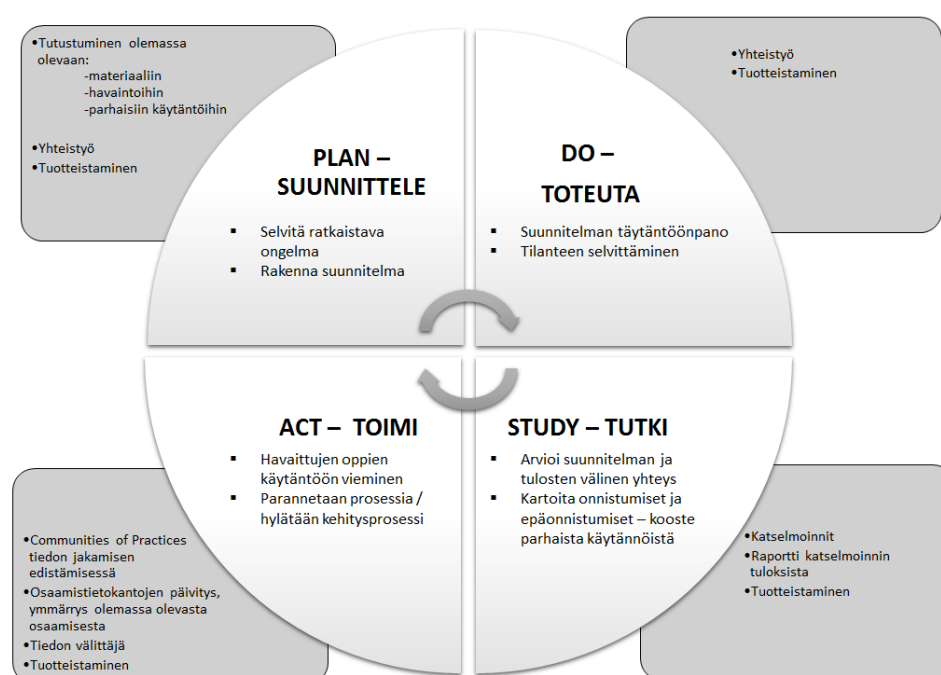 •Tutustuminen olemassa
olevaan:
-materiaaliin
-havaintoihin
-parhaisiin käytäntöihin
•Yhteistyö
•Tuotteistaminen
•Yhteistyö
•Tuotteistaminen
PLAN –
SUUNNITTELE
▪ Selvitä ratkaistava
ongelma
▪ Rakenna suunnitelma
DO –
TOTEUTA
▪ Suunnitelman täytäntöönpano
▪ Tilanteen selvittäminen
ACT – TOIMI
▪ Havaittujen oppien
käytäntöön vieminen
▪ Parannetaan prosessia /
hylätään kehitysprosessi
STUDY – TUTKI
▪ Arvioi suunnitelman ja
tulosten välinen yhteys
▪ Kartoita onnistumiset ja
epäonnistumiset – kooste
parhaista käytännöistä
•Communities of Practices
tiedon jakamisen
edistämisessä
•Osaamistietokantojen päivitys,
ymmärrys olemassa olevasta
osaamisesta
•Tiedon välittäjä
•Tuotteistaminen
•Katselmoinnit
•Raportti katselmoinnin
tuloksista
•Tuotteistaminen